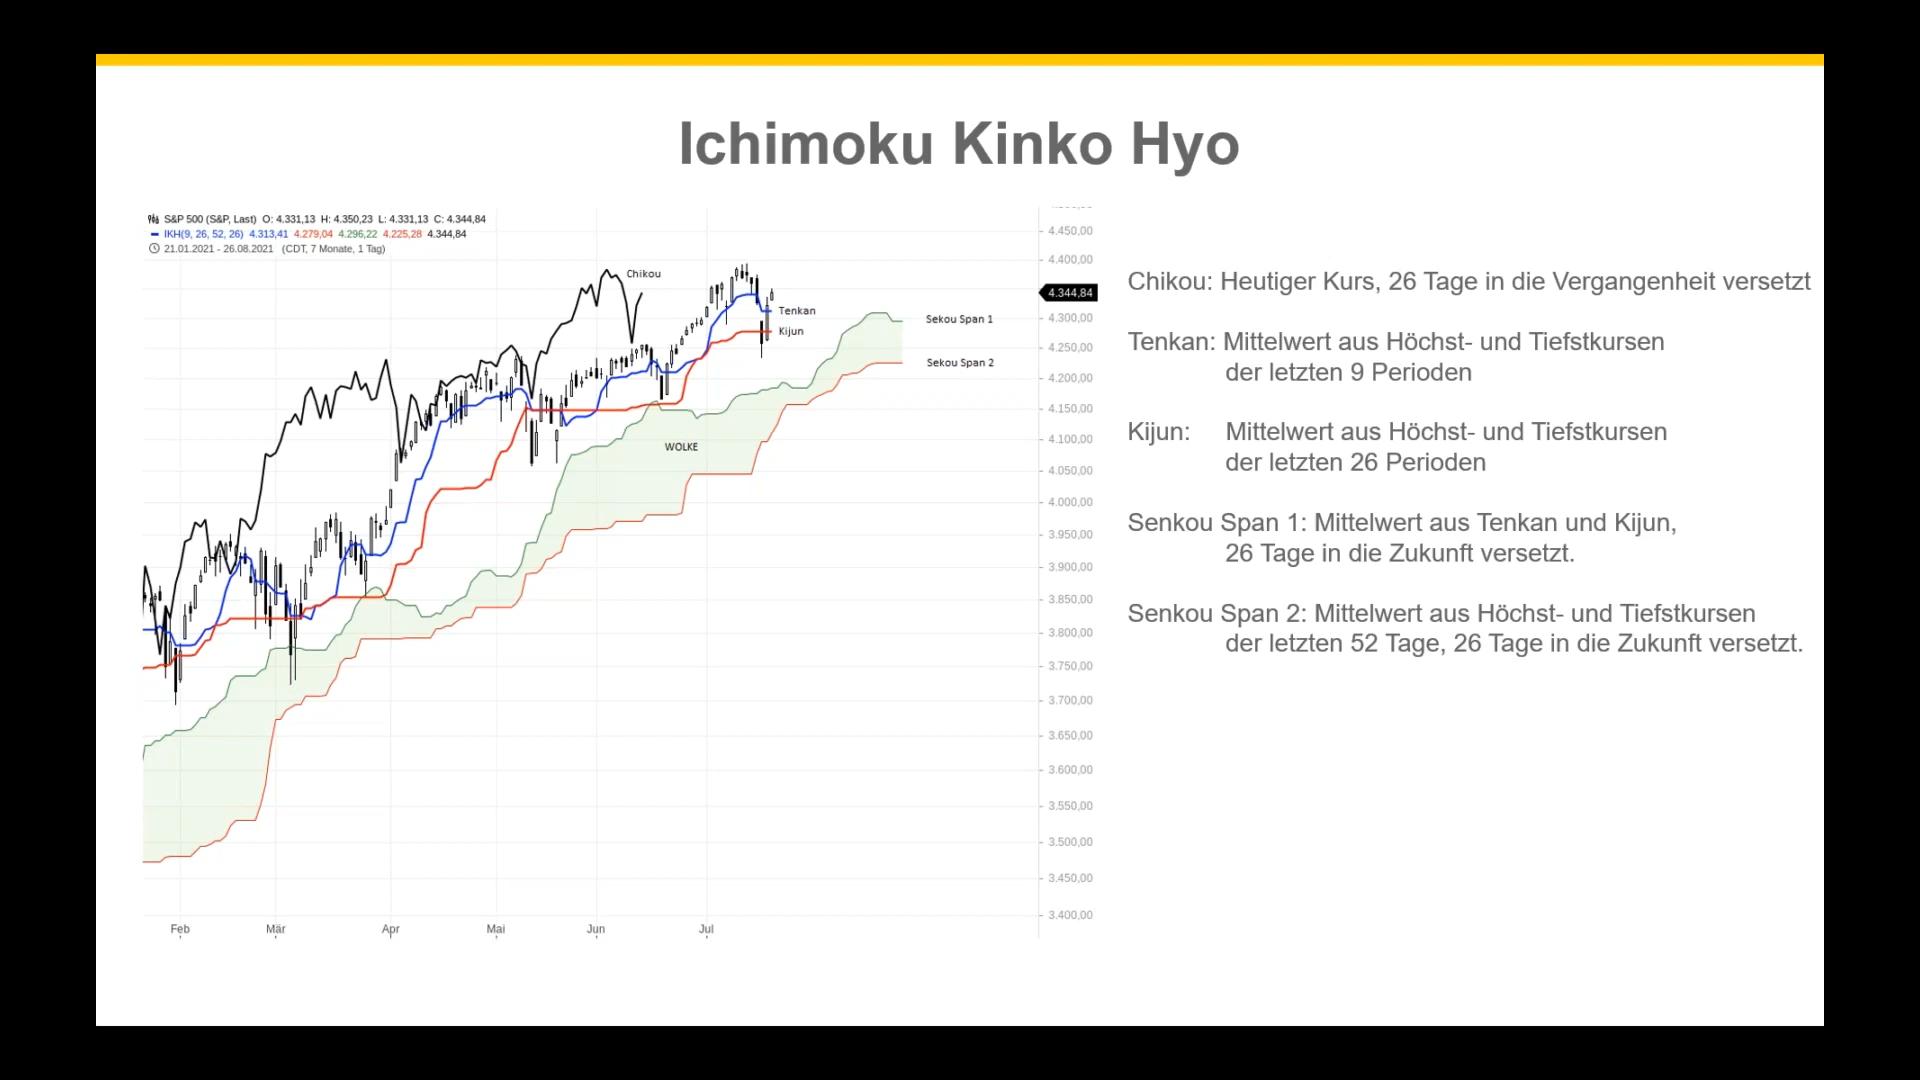 Ichimoku Kinko Hyo
S&P 500 (S&P, Last) O: 4.331,13 H: 4.350,23 L: 4.331,13 C: 4.344,84
IKH(9, 26, 52, 26) 4.313,41 4.279,04 4.296,22 4.225,28 4.344,84
21.01.2021 - 26.08.2021 (CDT, 7 Monate, 1 Tag)
Chikou
Tenkan
Kijun
Sekou Span 1
Sekou Span 2
WOLKE
4.450,00
4.400,00
4.344,84
4.300,00
4.250,00
4.200,00
4.150,00
4.100,00
4.050,00
4.000,00
3.950,00
3.900,00
3.850,00
3.800,00
3.750,00
3.700,00
3.650,00
3.600,00
3.550,00
3.500,00
3.450,00
3.400,00
Feb Mär Apr Mai Jun Jul
Chikou: Heutiger Kurs, 26 Tage in die Vergangenheit versetzt
Tenkan: Mittelwert aus Höchst- und Tiefstkursen
der letzten 9 Perioden
Kijun: Mittelwert aus Höchst- und Tiefstkursen
der letzten 26 Perioden
Senkou Span 1: Mittelwert aus Tenkan und Kijun,
26 Tage in die Zukunft versetzt.
Senkou Span 2: Mittelwert aus Höchst- und Tiefstkursen
der letzten 52 Tage, 26 Tage in die Zukunft versetzt.